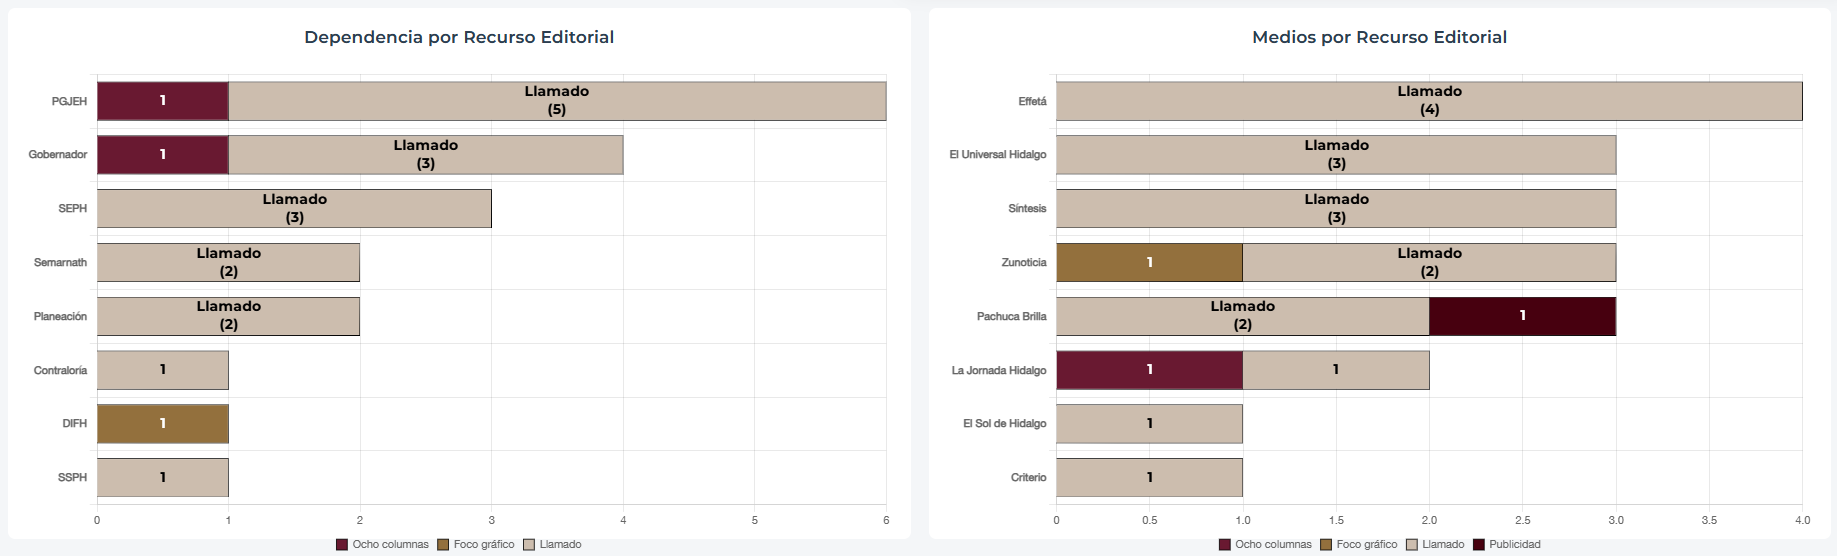 Dependencia por Recurso Editorial
PGJEH
1
Llamado
(5)
Gobernador
1
Llamado
(3)
SEPH
Llamado
(3)
Semarnath
Llamado
(2)
Planeación
Llamado
(2)
Contraloría
1
DIFH
1
SSPH
1
0 1 2 3 4 5 6
Ocho columnas Foco gráfico Llamado
Medios por Recurso Editorial
Effetá
Llamado
(4)
El Universal Hidalgo
Llamado
(3)
Síntesis
Llamado
(3)
Zunoticia
1
Llamado
(2)
Pachuca Brilla
Llamado
(2)
1
La Jornada Hidalgo
1
1
El Sol de Hidalgo
1
Criterio
1
0 0.5 1.0 1.5 2.0 2.5 3.0 3.5 4.0
Ocho columnas Foco gráfico Llamado Publicidad